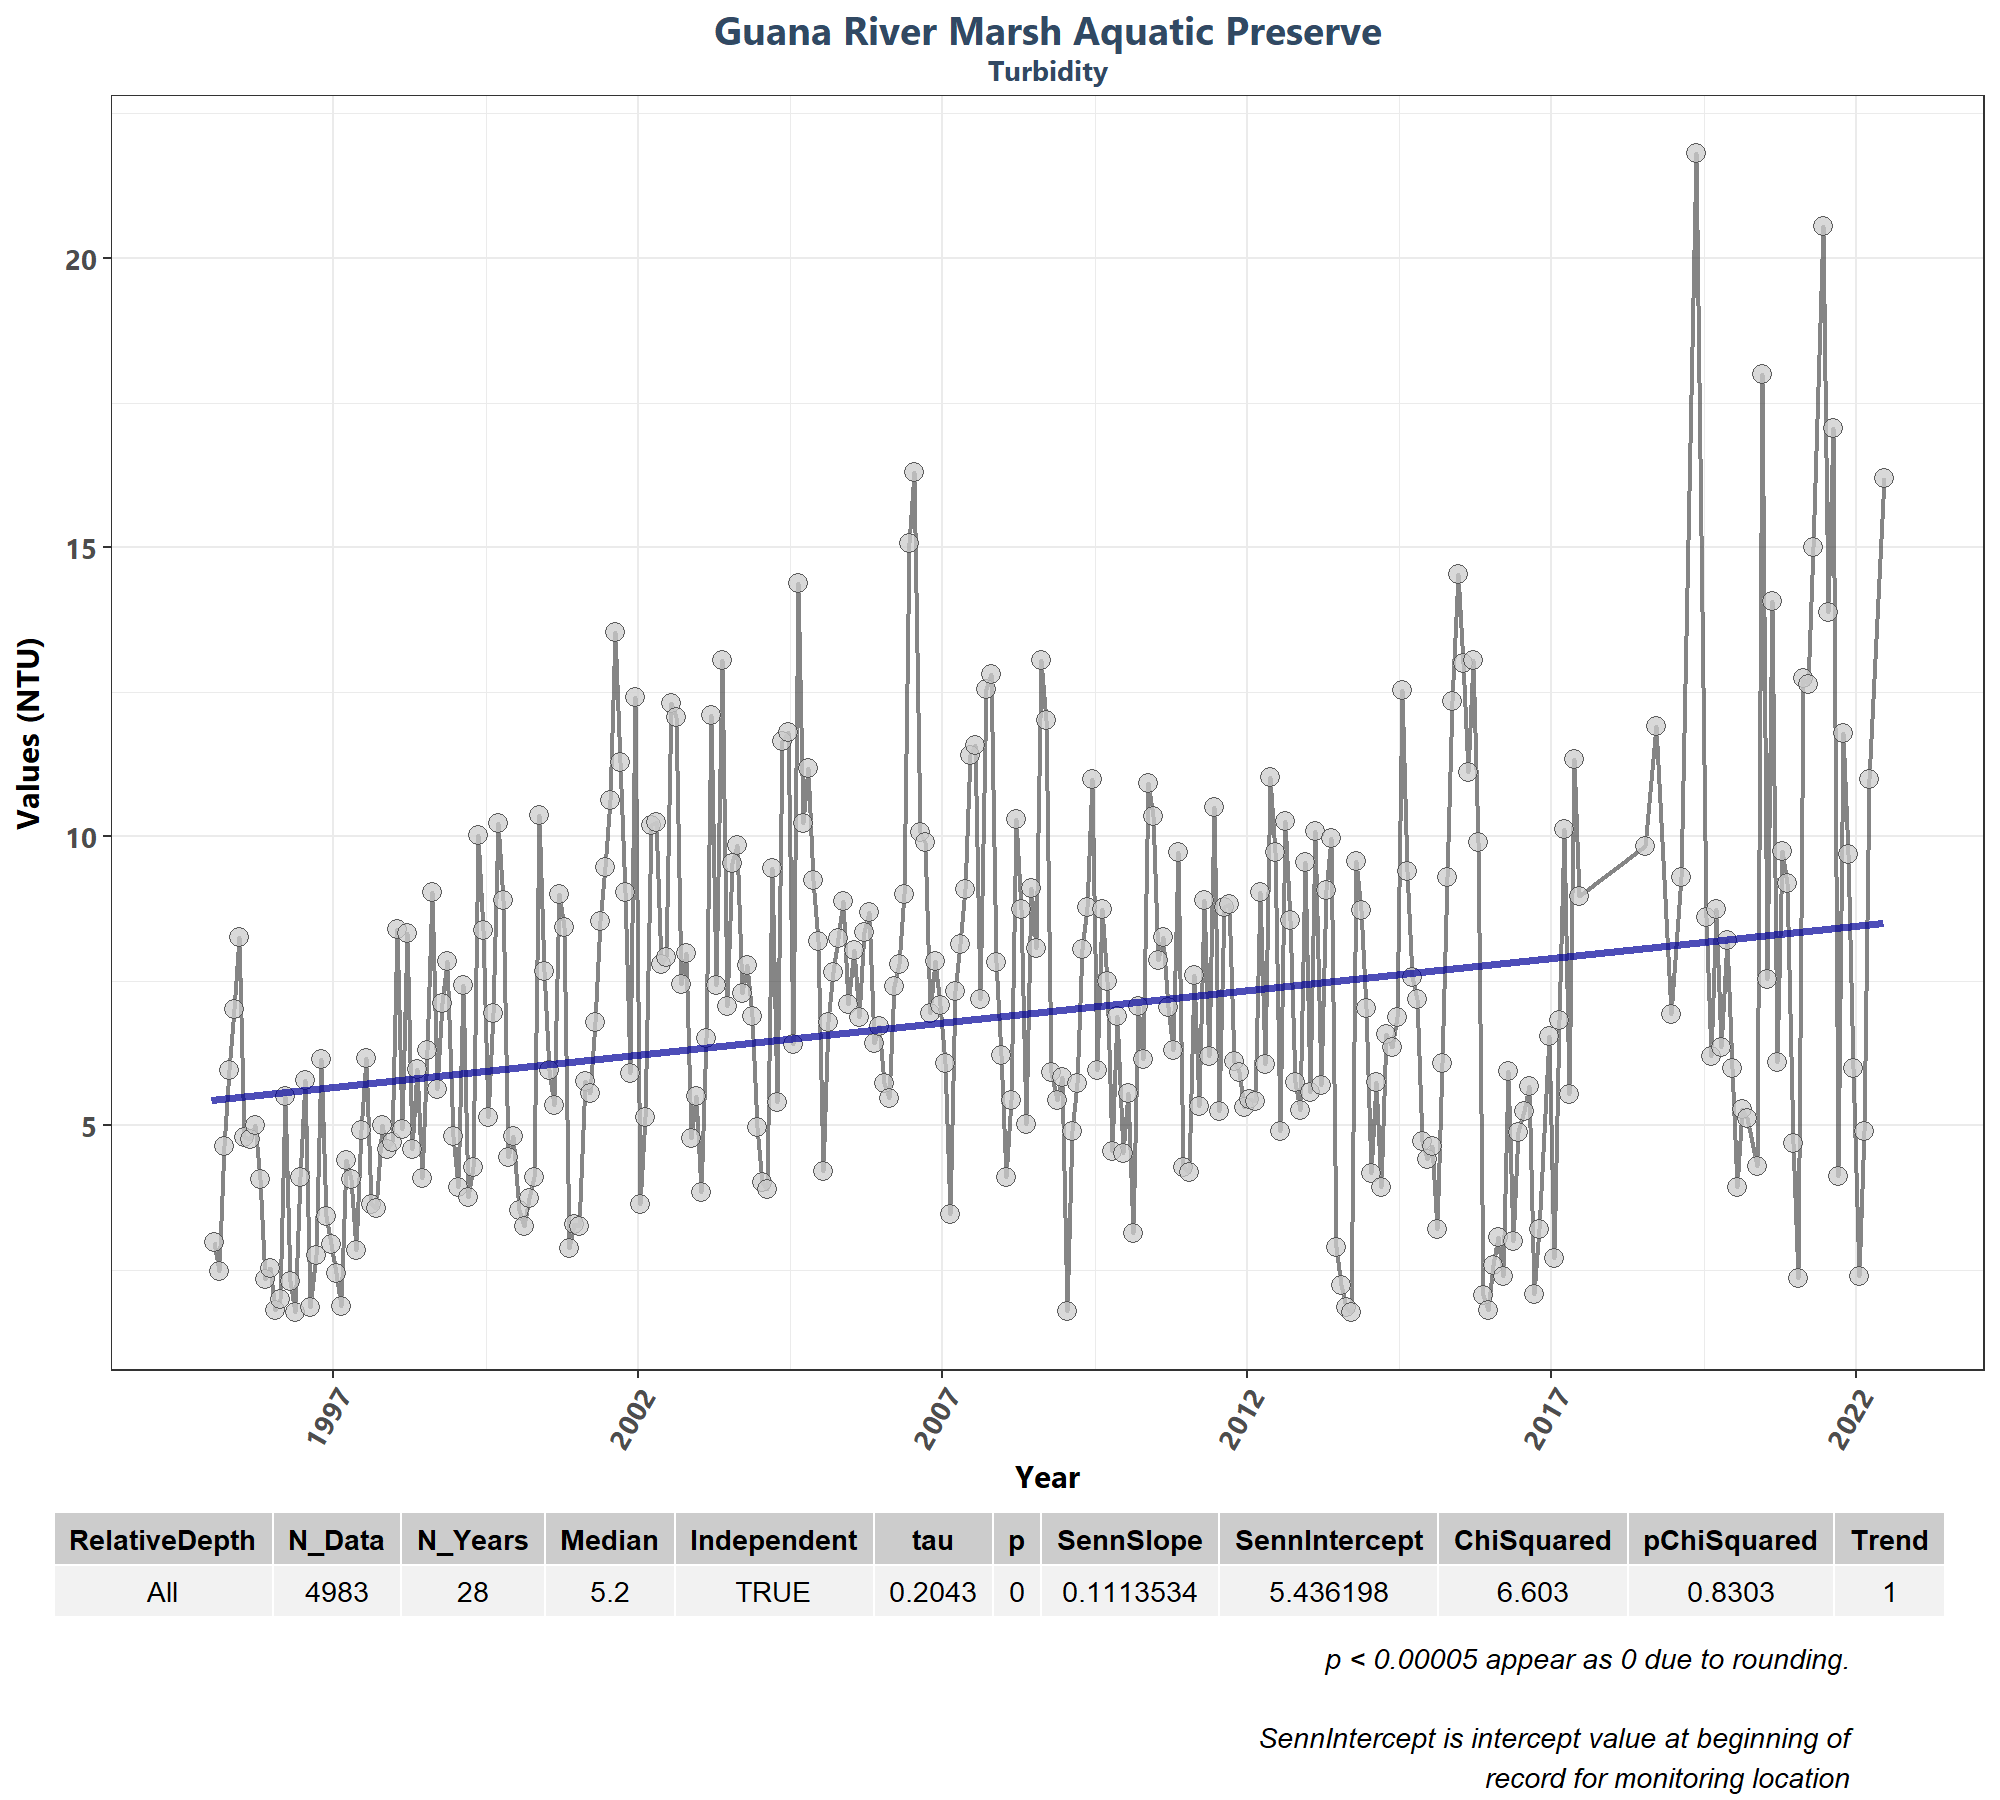 Guana River Marsh Aquatic Preserve
Turbidity
Values (NTU)
20
15
10
5
1997
2002
2007
2012
2017
2022
Year
RelativeDepth N_Data N_Years Median Independent tau p SennSlope SennIntercept ChiSquared pChiSquared Trend
All 4983 28 5.2 TRUE 0.2043 0 0.1113534 5.436198 6.603 0.8303 1
p < 0.00005 appear as 0 due to rounding.
SennIntercept is intercept value at beginning of
record for monitoring location